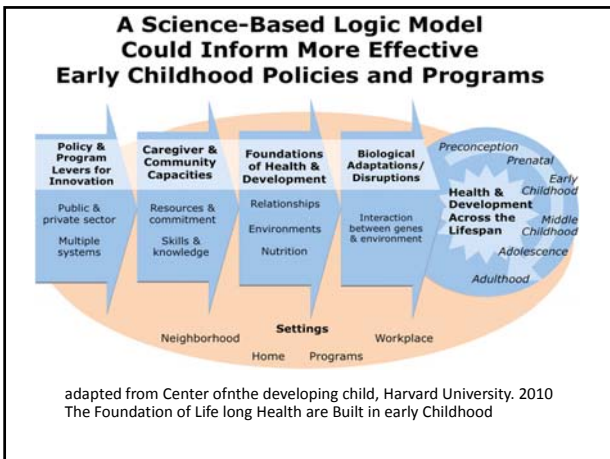 A Science-Based Logic Model
Could Inform More Effective
Early Childhood Policies and Programs
Policy &
Program
Levers for
Innovation
Public &
private sector
Multiple
systems
Caregiver &
Community
Capacities
Resources &
commitment
Skills &
knowledge
Foundations
of Health &
Development
Relationships
Environments
Nutrition
Biological
Adaptations/
Disruptions
Interaction
between genes
& environment
Health &
Development
Across the
Lifespan
Preconception
Prenatal
Early
Childhood
Middle
Childhood
Adolescence
Adulthood
Settings
Neighborhood
Workplace
Home
Programs
adapted from Center ofnthe developing child, Harvard University. 2010
The Foundation of Life long Health are Built in early Childhood